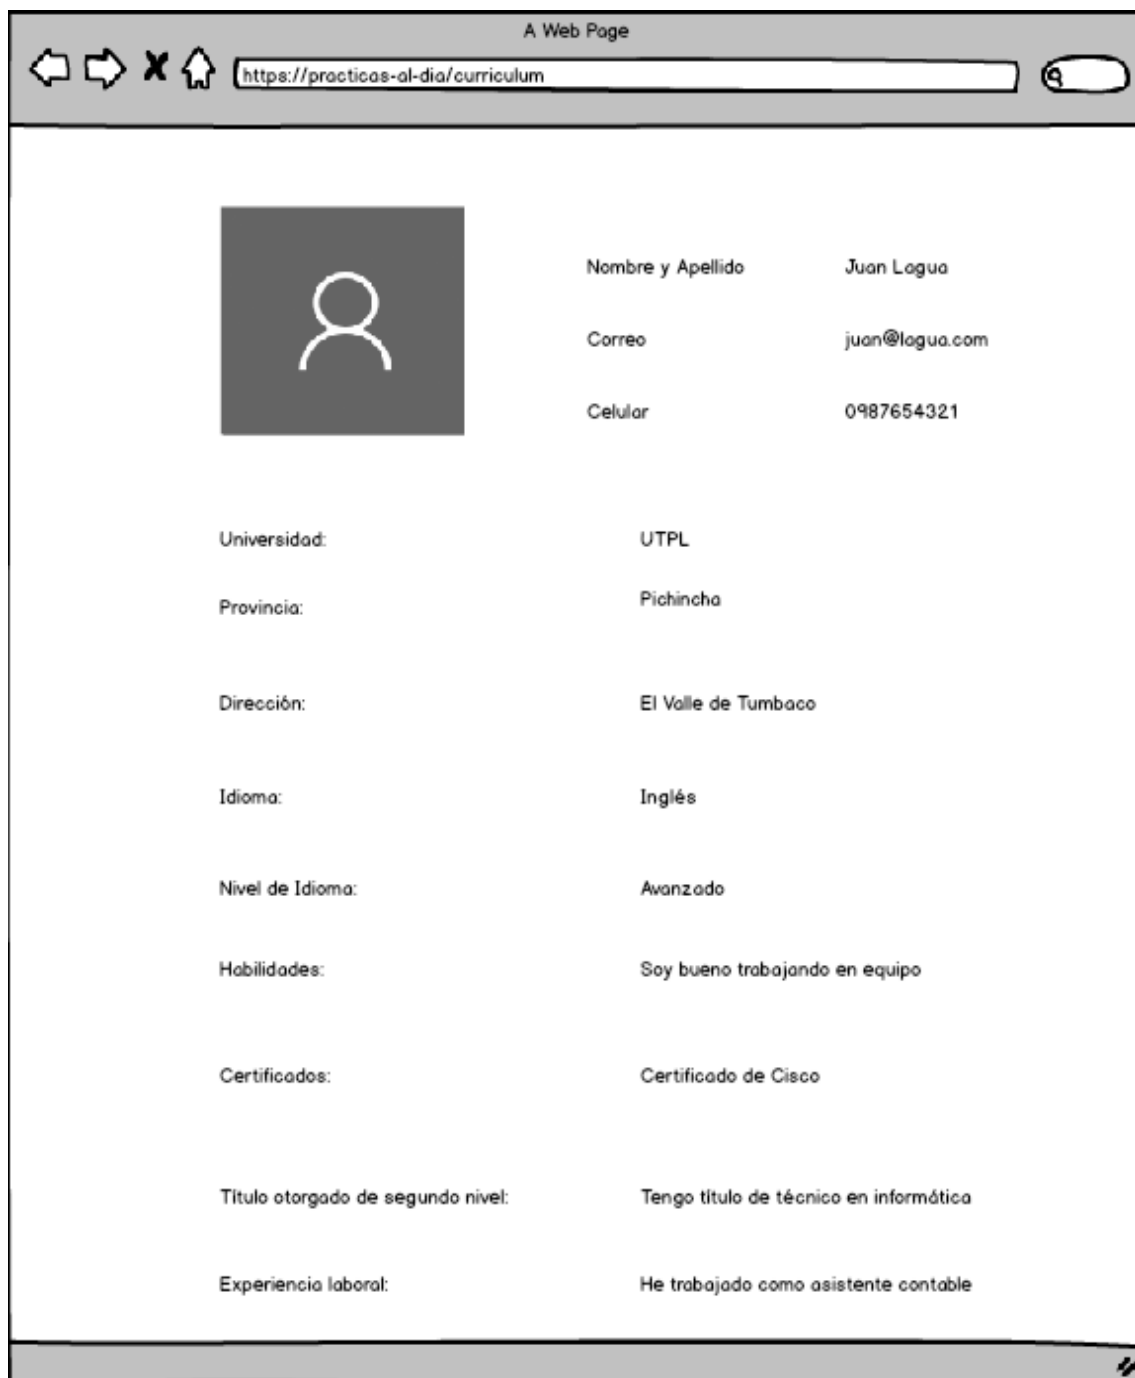 A Web Page
https://practicas-al-dia/curriculum
Nombre y Apellido Juan Lagua
Correo juan@lagua.com
Celular 0987654321
Universidad: UTPL
Provincia: Pichincha
Dirección: El Valle de Tumbaco
Idioma: Inglés
Nivel de Idioma: Avanzado
Habilidades: Soy bueno trabajando en equipo
Certificados: Certificado de Cisco
Título otorgado de segundo nivel: Tengo título de técnico en informática
Experiencia laboral: He trabajado como asistente contable